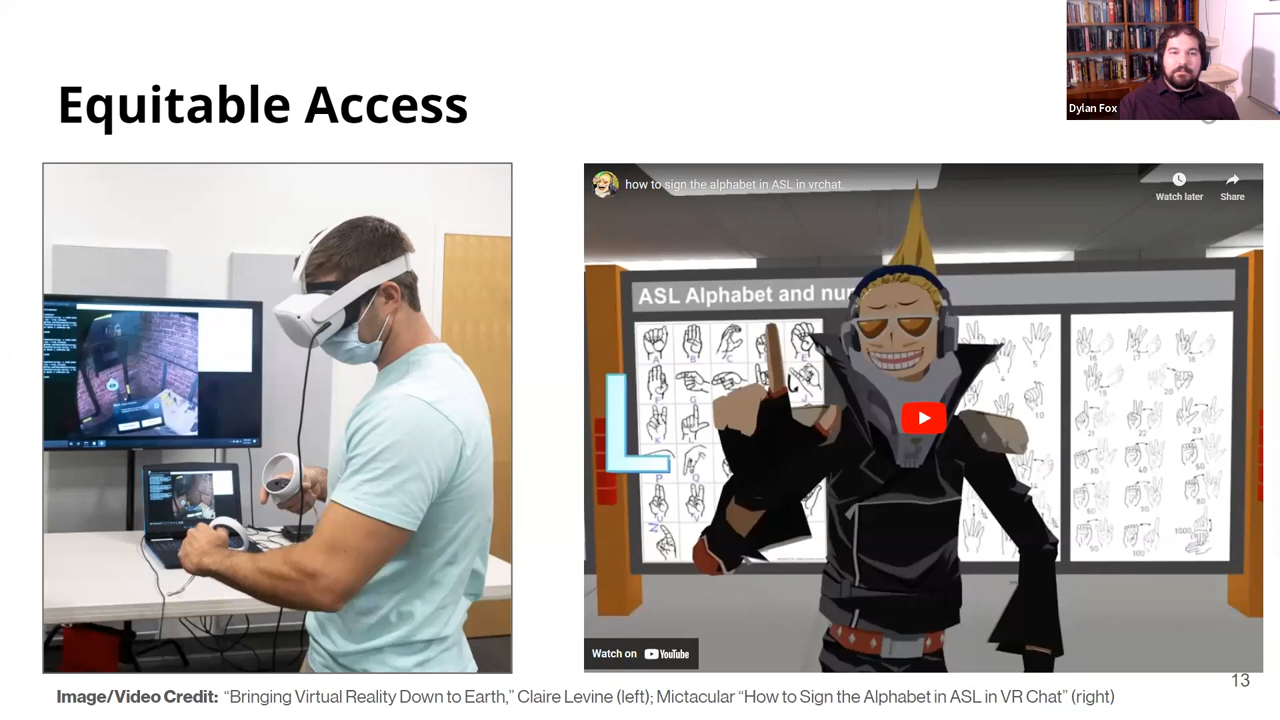 Dylan Fox
Equitable Access
how to sign the alphabet in ASL in vrchat.
Watch later
Share
ASL Alphabet and nu
L
Watch on YouTube
13
Image/Video Credit: “Bringing Virtual Reality Down to Earth,” Claire Levine (left); Mictacular “How to Sign the Alphabet in ASL in VR Chat” (right)